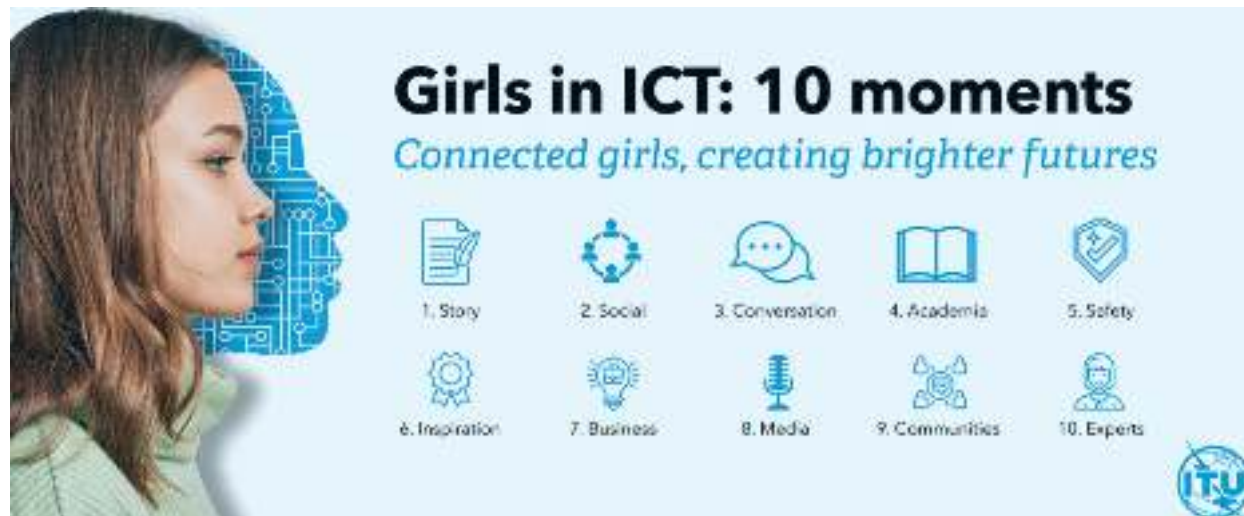 Girls in ICT: 10 moments
Connected girls, creating brighter futures
1. Story
2. Social
3. Conversation
4. Academia
5. Safety
6. Inspiration
7. Business
8. Media
9. Communities
10. Experts
ITU